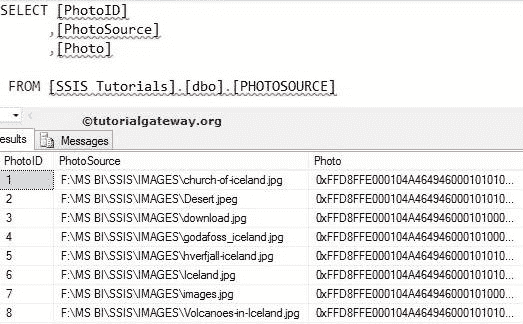 SELECT [PhotoID]
,[PhotoSource]
,[Photo]
FROM [SSIS Tutorials].[dbo].[PHOTOSOURCE]
©tutorialgateway.org
esults Messages
PhotoID PhotoSource Photo
1 F:\MS BI\SSIS\IMAGES\church-of-iceland.jpg 0xFFD8FFE000104A464946000101010...
2 F:\MS BI\SSIS\IMAGES\Desert.jpeg 0xFFD8FFE000104A464946000101010...
3 F:\MS BI\SSIS\IMAGES\download.jpg 0xFFD8FFE000104A464946000101000...
4 F:\MS BI\SSIS\IMAGES\godafoss_iceland.jpg 0xFFD8FFE000104A464946000101000...
5 F:\MS BI\SSIS\IMAGES\hverfjall-iceland.jpg 0xFFD8FFE000104A464946000101010...
6 F:\MS BI\SSIS\IMAGES\Iceland.jpg 0xFFD8FFE000104A464946000101010...
7 F:\MS BI\SSIS\IMAGES\images.jpg 0xFFD8FFE000104A464946000101000...
8 F:\MS BI\SSIS\IMAGES\Volcanoes-in-Iceland.jpg 0xFFD8FFE000104A464946000101010...